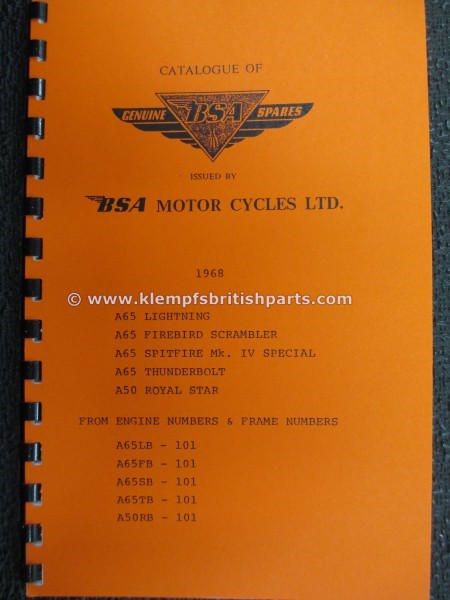 CATALOGUE OF
GENUINE BSA SPARES
ISSUED BY
BSA MOTOR CYCLES LTD.
1968
© www.klempfsbritishparts.com
A65 LIGHTNING
A65 FIREBIRD SCRAMBLER
A65 SPITFIRE Mk. IV SPECIAL
A65 THUNDERBOLT
A50 ROYAL STAR
FROM ENGINE NUMBERS & FRAME NUMBERS
A65LB - 101
A65FB - 101
A65SB - 101
A65TB - 101
A50RB - 101